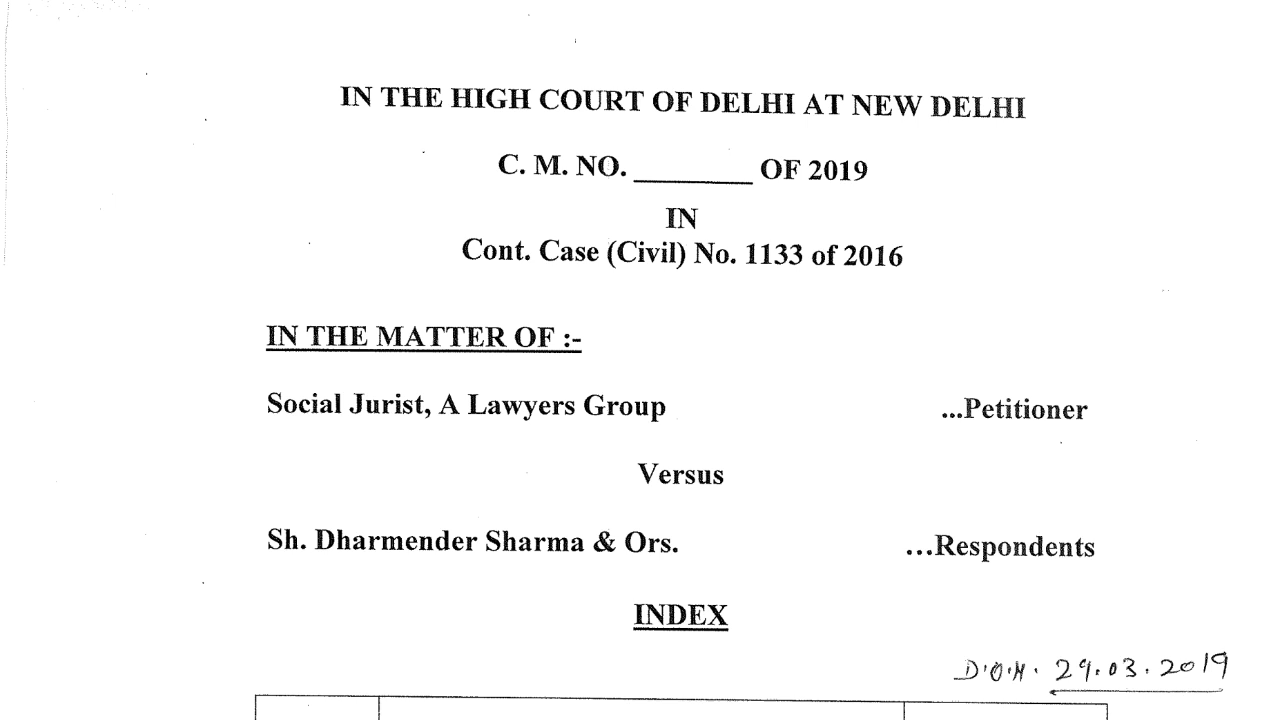 IN THE HIGH COURT OF DELHI AT NEW DELHI
C. M. NO. ________ OF 2019
IN
Cont. Case (Civil) No. 1133 of 2016
IN THE MATTER OF :-
Social Jurist, A Lawyers Group ...Petitioner
Versus
Sh. Dharmender Sharma & Ors. ...Respondents
INDEX
D.O.H. 29.03.2019